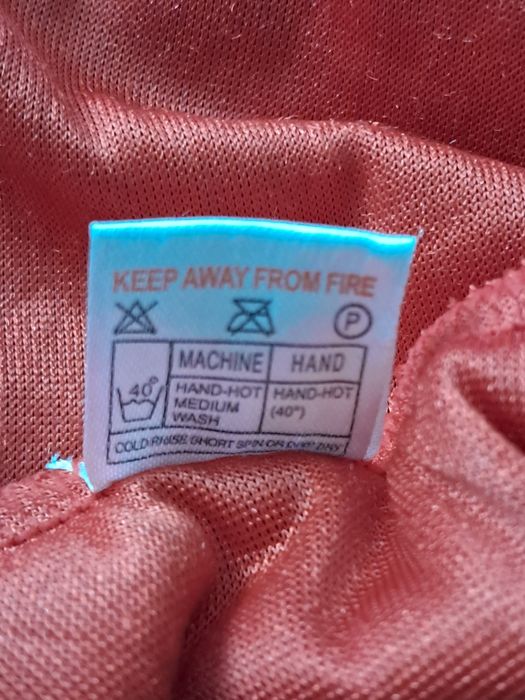 KEEP AWAY FROM FIRE
P
MACHINE HAND
40° HAND-HOT HAND-HOT
MEDIUM (40°)
WASH
COLD RINSE SHORT SPIN OR DRIP DRY